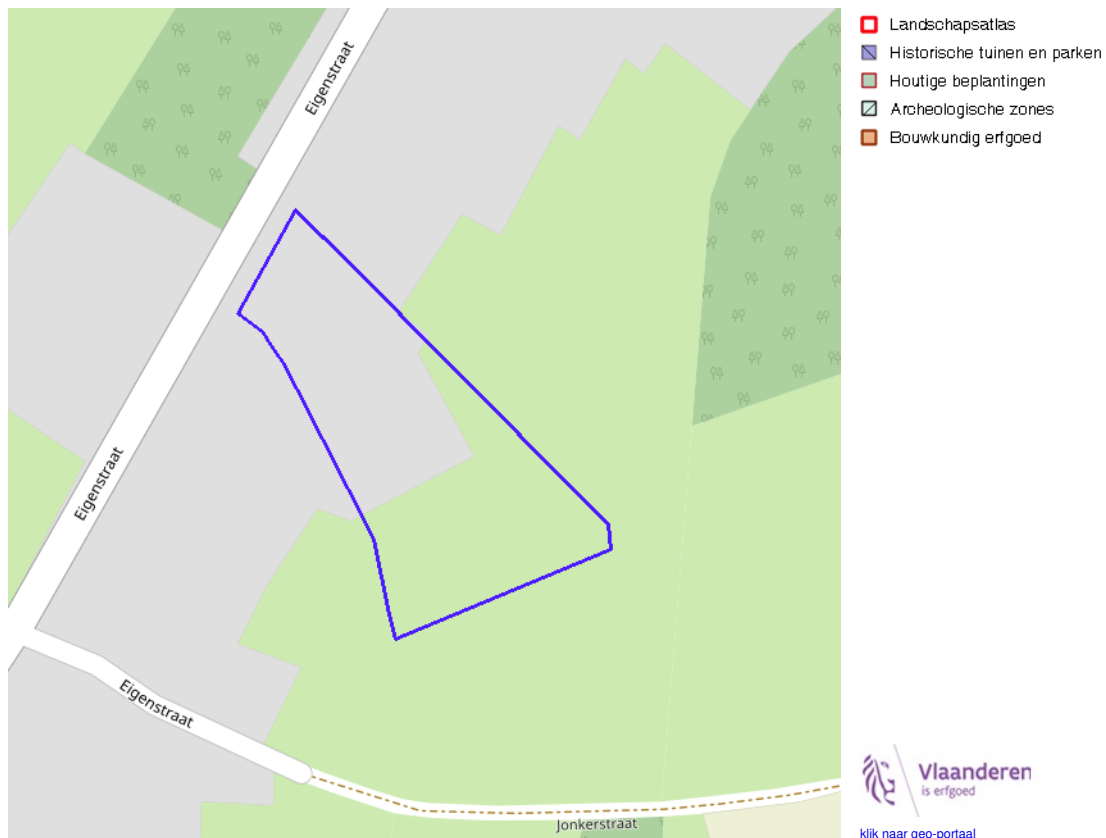 Eigenstraat
Eigenstraat
Eigenstraat
Jonkerstraat
Landschapsatlas
Historische tuinen en parken
Houtige beplantingen
Archeologische zones
Bouwkundig erfgoed
Vlaanderen
is erfgoed
klik naar geo-portaal